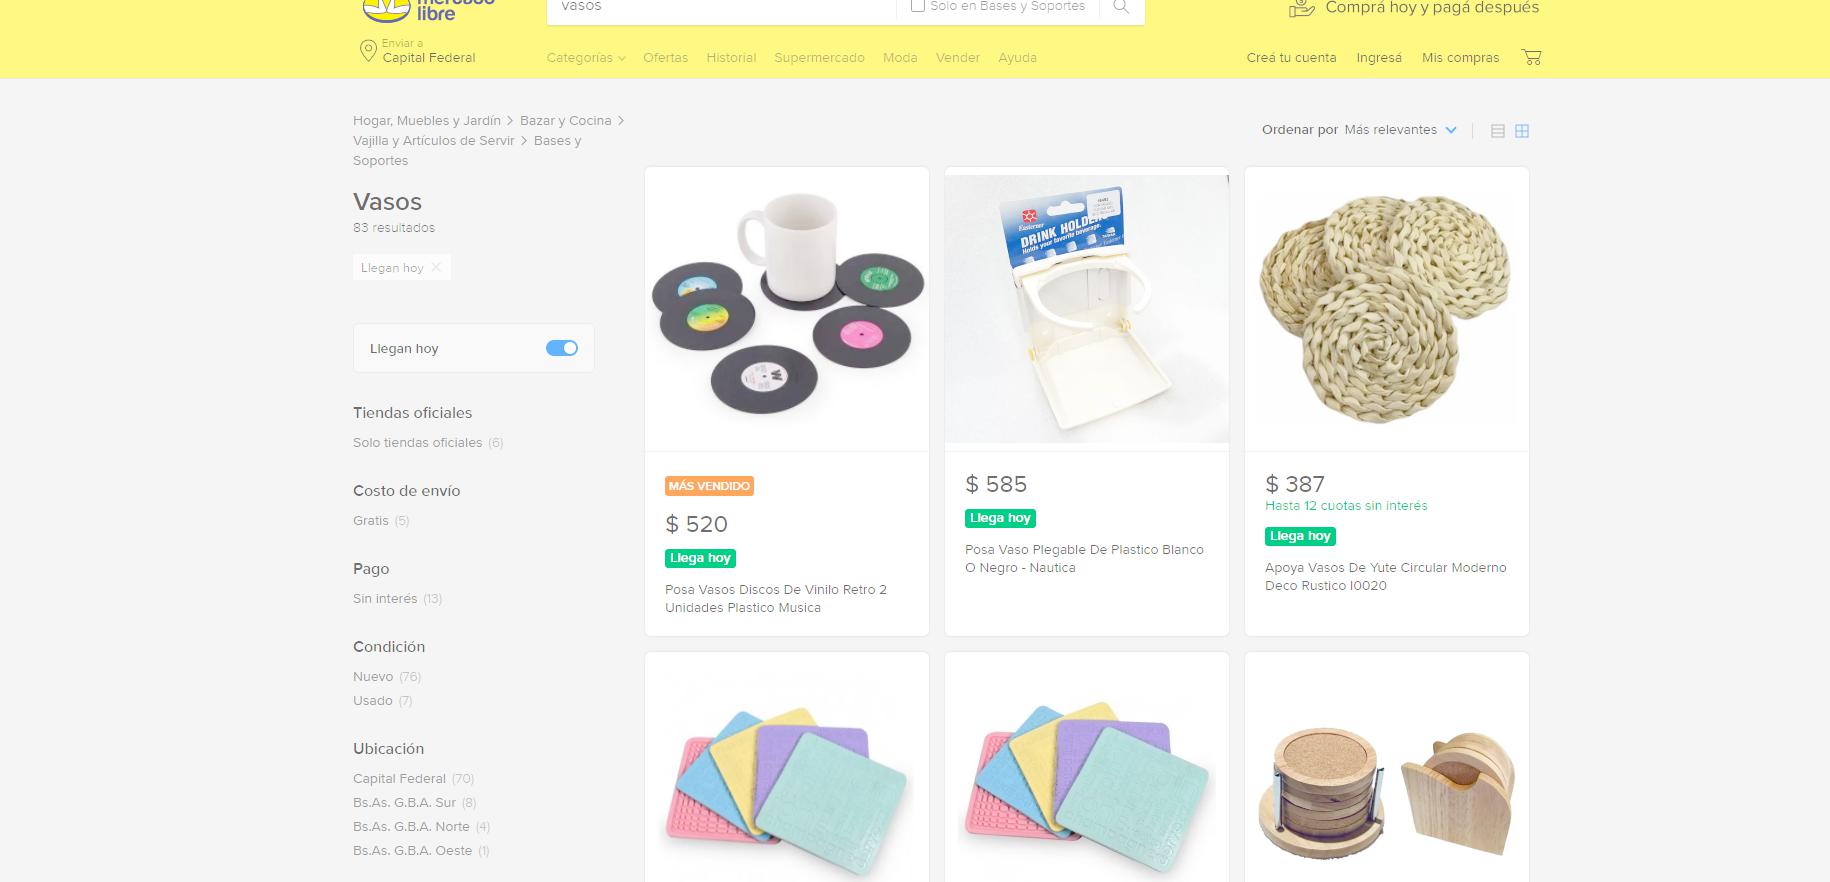 mercado
libre
vasos
Solo en Bases y Soportes
Comprá hoy y pagá después
Enviar a
Capital Federal
Categorías Ofertas Historial Supermercado Moda Vender Ayuda
Creá tu cuenta Ingresá Mis compras
Hogar, Muebles y Jardín > Bazar y Cocina >
Vajilla y Artículos de Servir > Bases y
Soportes
Ordenar por Más relevantes
Vasos
83 resultados
Llegan hoy
Llegan hoy
Tiendas oficiales
Solo tiendas oficiales (6)
Costo de envío
Gratis (5)
Pago
Sin interés (13)
Condición
Nuevo (76)
Usado (7)
Ubicación
Capital Federal (70)
Bs.As. G.B.A. Sur (8)
Bs.As. G.B.A. Norte (4)
Bs.As. G.B.A. Oeste (1)
MÁS VENDIDO
$ 520
Llega hoy
Posa Vasos Discos De Vinilo Retro 2
Unidades Plastico Musica
DRINK HOLDER
Holds your favorite beverage.
$ 585
Llega hoy
Posa Vaso Plegable De Plastico Blanco
O Negro - Nautica
$ 387
Hasta 12 cuotas sin interés
Llega hoy
Apoya Vasos De Yute Circular Moderno
Deco Rustico I0020